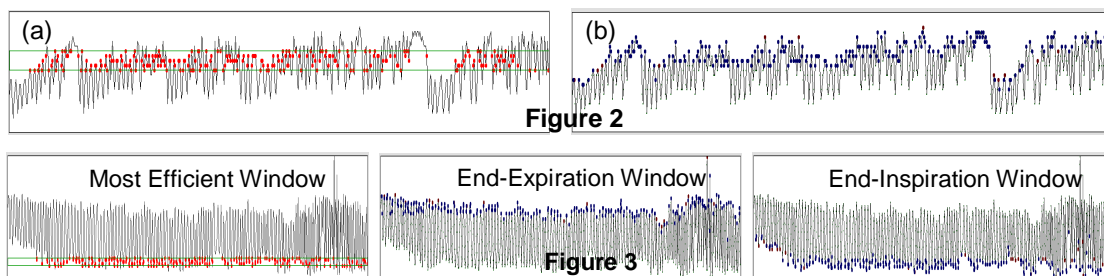 (a)
(b)
Figure 2
Most Efficient Window
End-Expiration Window
End-Inspiration Window
Figure 3